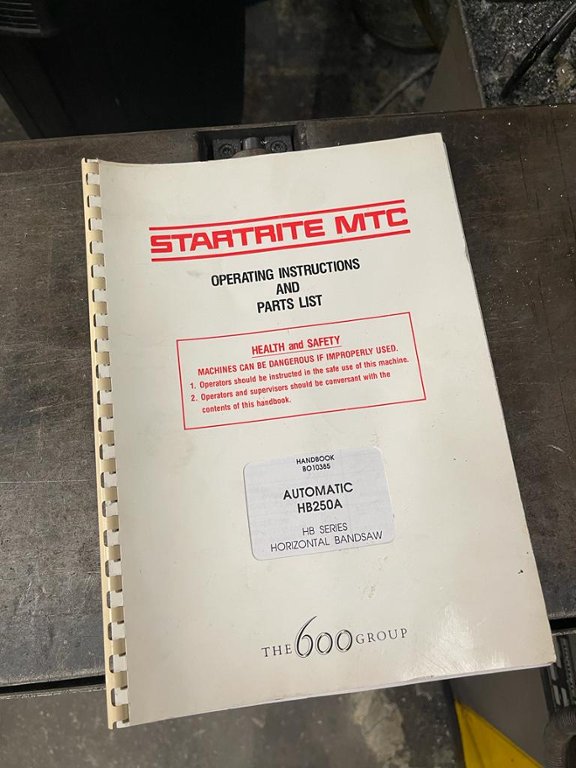 STARTRITE MTC
OPERATING INSTRUCTIONS
AND
PARTS LIST
HEALTH and SAFETY
MACHINES CAN BE DANGEROUS IF IMPROPERLY USED.
1. Operators should be instructed in the safe use of this machine.
2. Operators and supervisors should be conversant with the
contents of this handbook.
HANDBOOK
BO10385
AUTOMATIC
HB250A
HB SERIES
HORIZONTAL BANDSAW
THE 600 GROUP